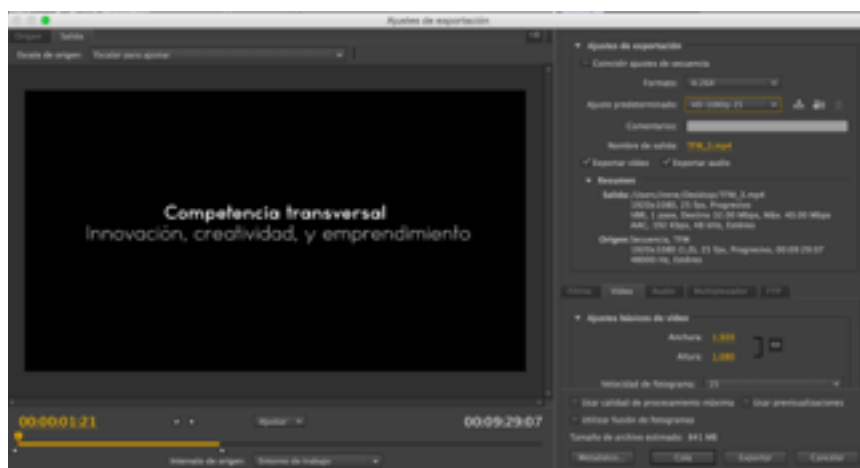 Ajustes de exportación
Origen Salida
Escala de origen: Escalar para ajustar
Competencia transversal
Innovación, creatividad, y emprendimiento
00:00:01:21
Ajustar
00:09:29:07
Intervalo de origen: Entorno de trabajo
Ajustes de exportación
Coincidir ajustes de secuencia
Formato: H.264
Ajuste predeterminado: HD 1080p 25
Comentarios:
Nombre de salida: TFM_3.mp4
Exportar vídeo Exportar audio
Resumen
Salida: /Users/ /Desktop/TFM_3.mp4
1920x1080, 25 fps, Progresivo
VBR, 1 paso, Destino 32.00 Mbps, Máx. 40.00 Mbps
AAC, 192 Kbps, 48 kHz, Estéreo
Origen: Secuencia, TFM
1920x1080 (1,0), 25 fps, Progresivo, 00:09:29:07
48000 Hz, Estéreo
Filtros Vídeo Audio Multiplexador FTP
Ajustes básicos de vídeo
Anchura: 1.920
Altura: 1.080
Velocidad de fotograma: 25
Usar calidad de procesamiento máxima Usar previsualizaciones
Utilizar fusión de fotogramas
Tamaño de archivo estimado: 841 MB
Metadatos... Cola Exportar Cancelar